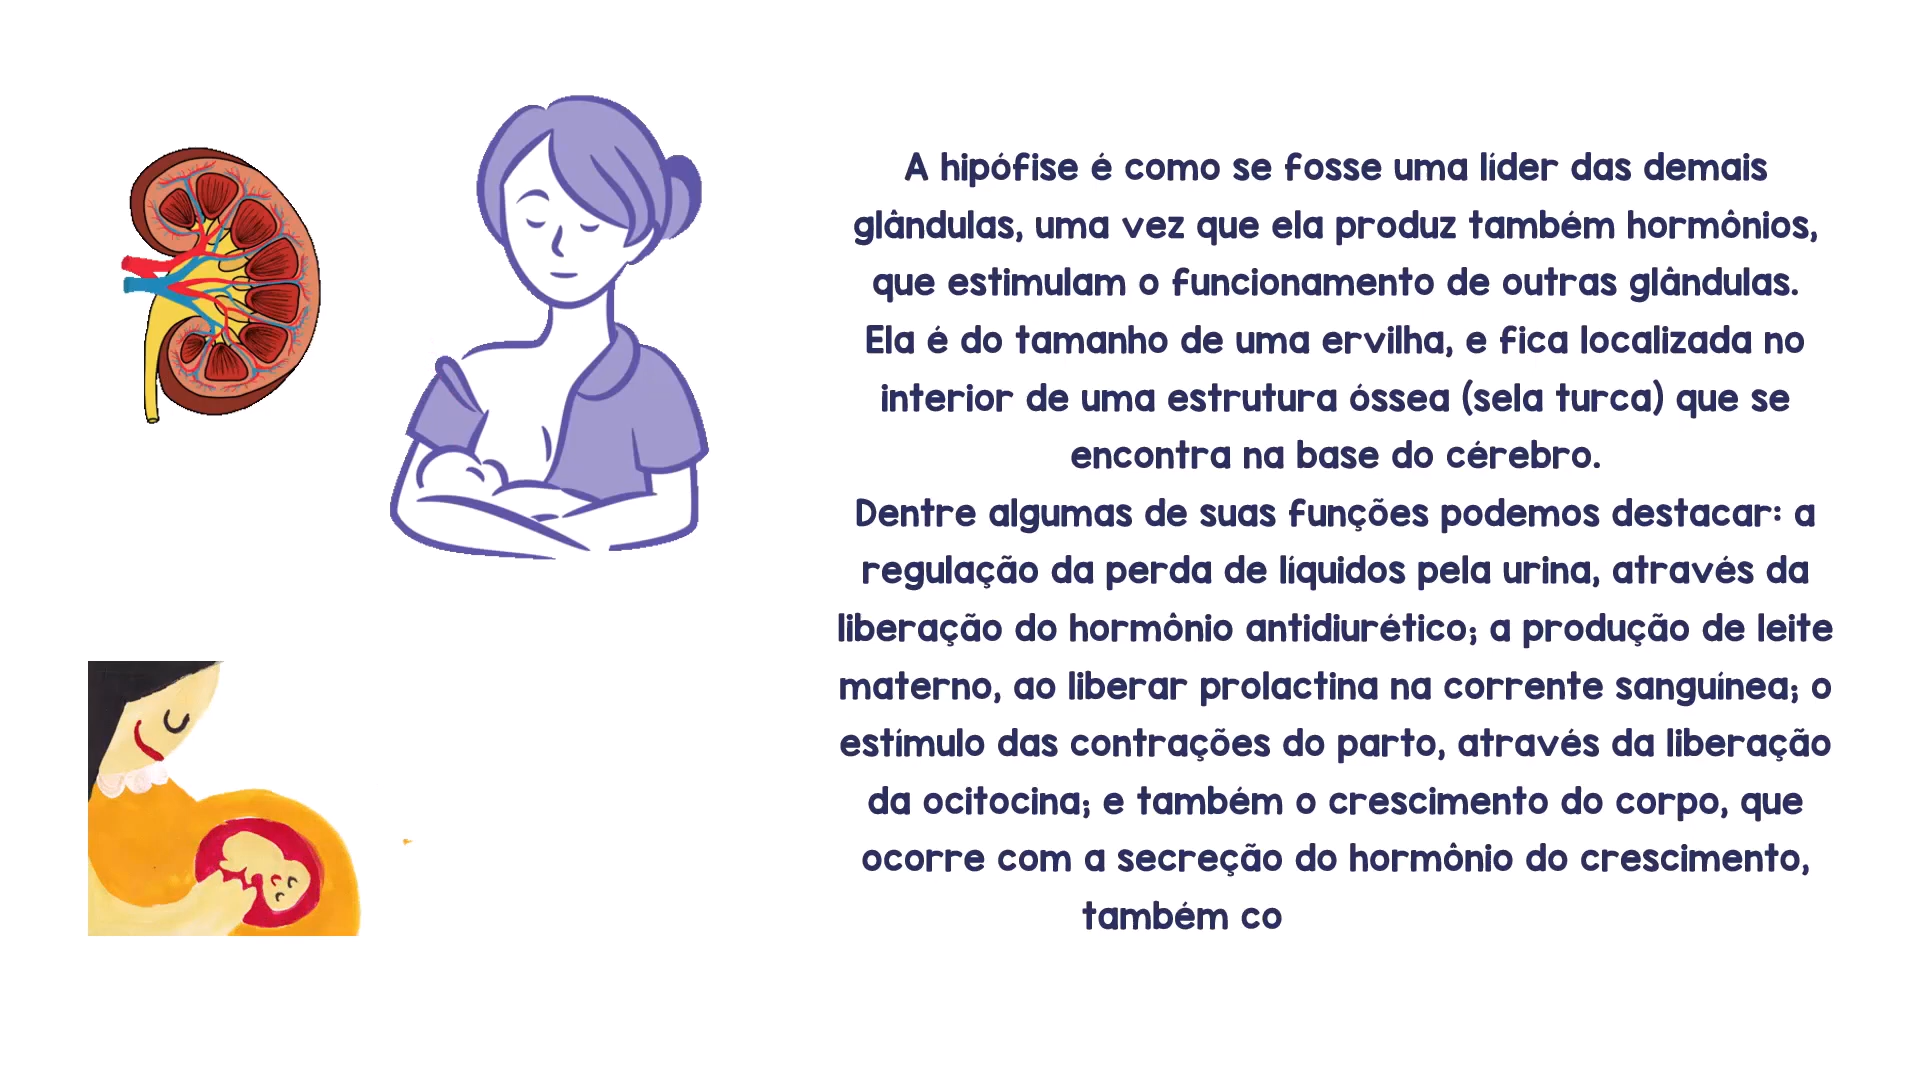 A hipófise é como se fosse uma líder das demais
glândulas, uma vez que ela produz também hormônios,
que estimulam o funcionamento de outras glândulas.
Ela é do tamanho de uma ervilha, e fica localizada no
interior de uma estrutura óssea (sela turca) que se
encontra na base do cérebro.
Dentre algumas de suas funções podemos destacar: a
regulação da perda de líquidos pela urina, através da
liberação do hormônio antidiurético; a produção de leite
materno, ao liberar prolactina na corrente sanguínea; o
estímulo das contrações do parto, através da liberação
da ocitocina; e também o crescimento do corpo, que
ocorre com a secreção do hormônio do crescimento,
também co